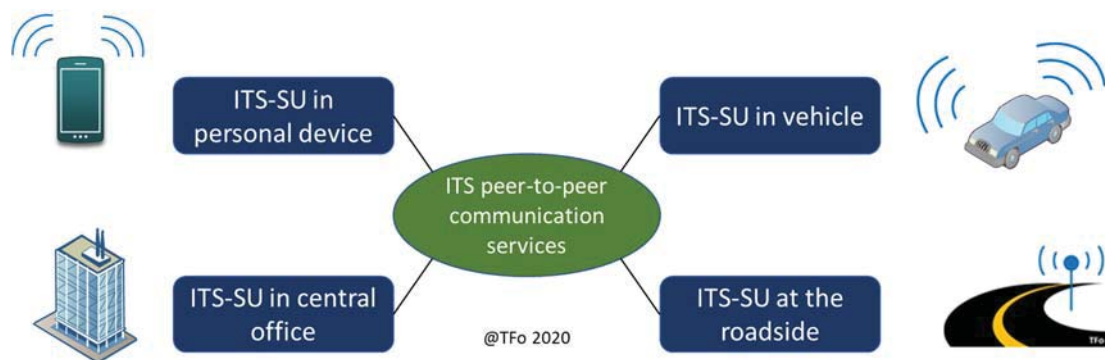 ITS-SU in
personal device
ITS-SU in vehicle
ITS peer-to-peer
communication
services
ITS-SU in central
office
ITS-SU at the
roadside
@TFo 2020
TFo